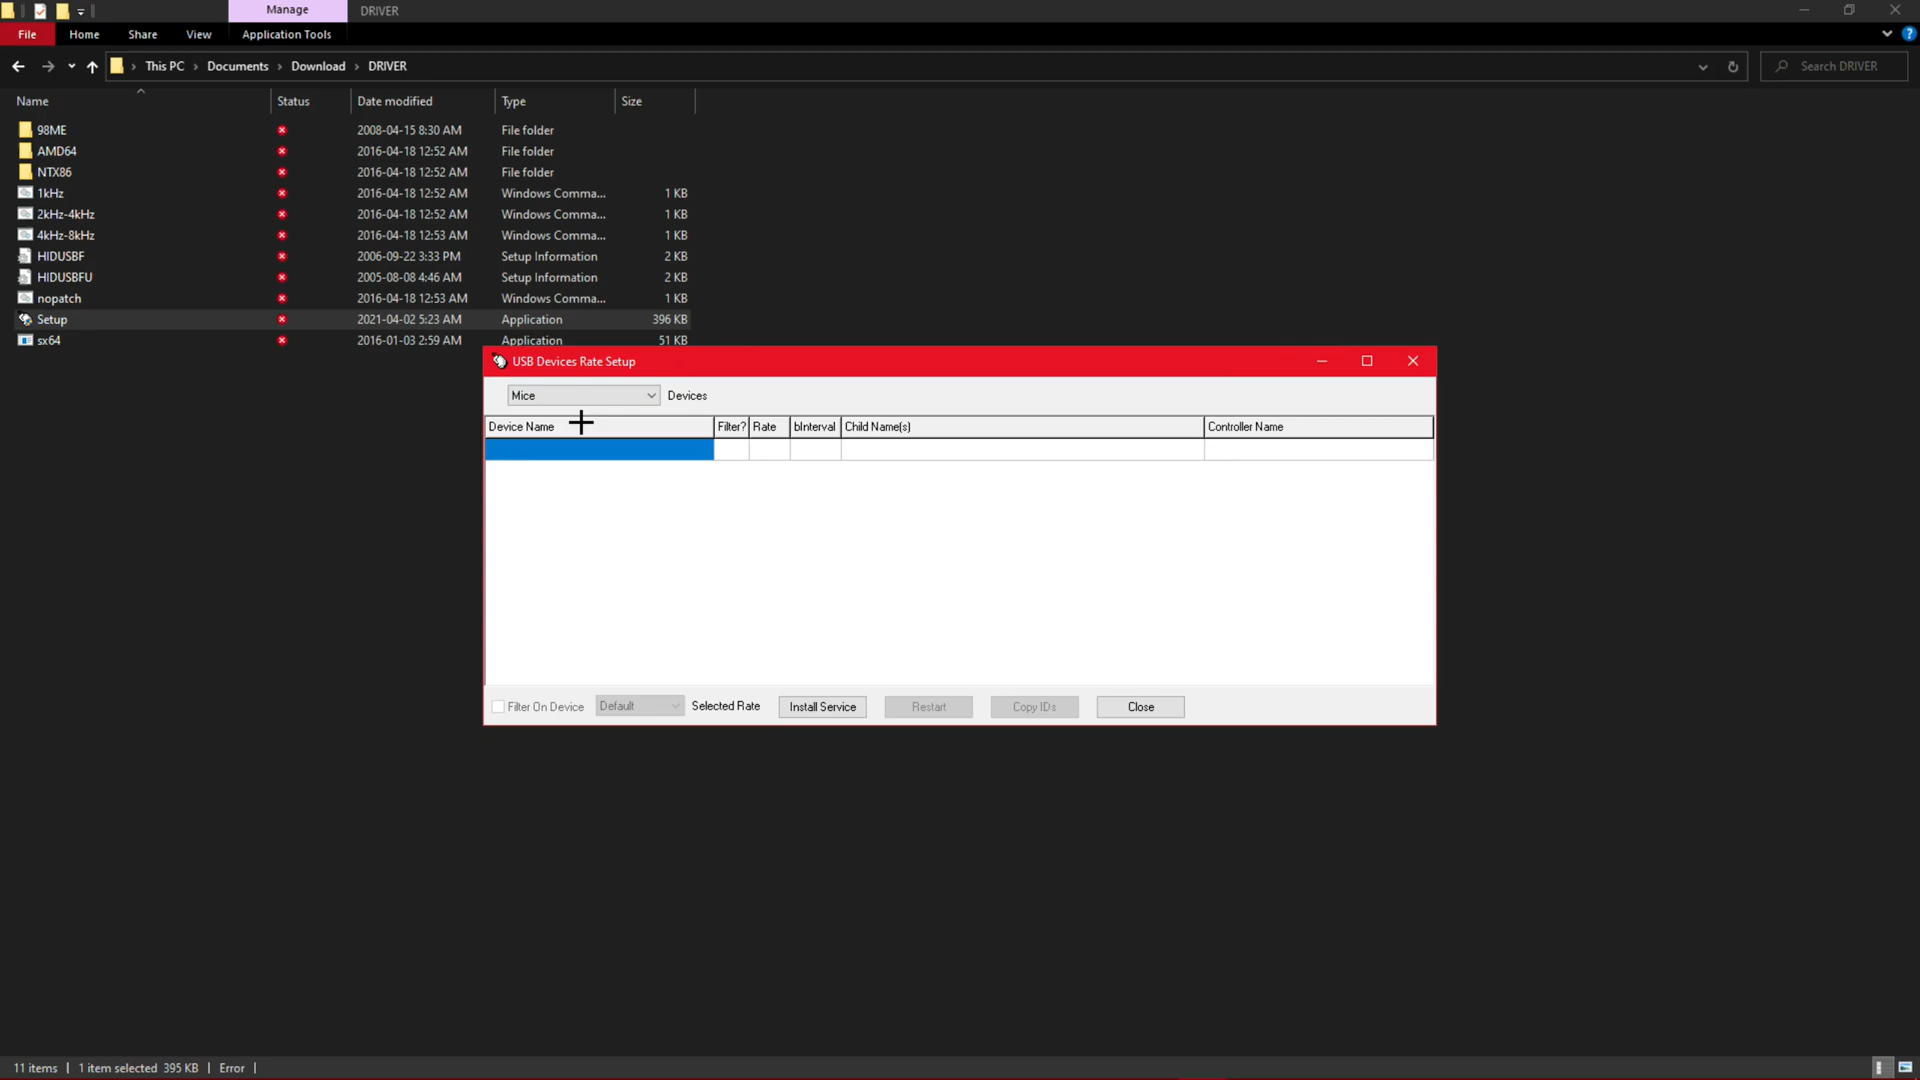 Manage DRIVER
File Home Share View Application Tools
This PC Documents Download DRIVER Search DRIVER
Name Status Date modified Type Size
98ME 2008-04-15 8:30 AM File folder
AMD64 2016-04-18 12:52 AM File folder
NTX86 2016-04-18 12:52 AM File folder
1kHz 2016-04-18 12:52 AM Windows Comma... 1 KB
2kHz-4kHz 2016-04-18 12:52 AM Windows Comma... 1 KB
4kHz-8kHz 2016-04-18 12:53 AM Windows Comma... 1 KB
HIDUSBF 2006-09-22 3:33 PM Setup Information 2 KB
HIDUSBFU 2005-08-08 4:46 AM Setup Information 2 KB
nopatch 2016-04-18 12:53 AM Windows Comma... 1 KB
Setup 2021-04-02 5:23 AM Application 396 KB
sx64 2016-01-03 2:59 AM Application 51 KB
USB Devices Rate Setup
Mice Devices
Device Name Filter? Rate bInterval Child Name(s) Controller Name
Filter On Device Default Selected Rate Install Service Restart Copy IDs Close
11 items 1 item selected 395 KB Error